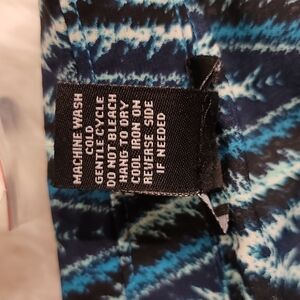 MACHINE WASH
COLD
GENTLE CYCLE
DO NOT BLEACH
HANG TO DRY
COOL IRON ON
REVERSE SIDE
IF NEEDED